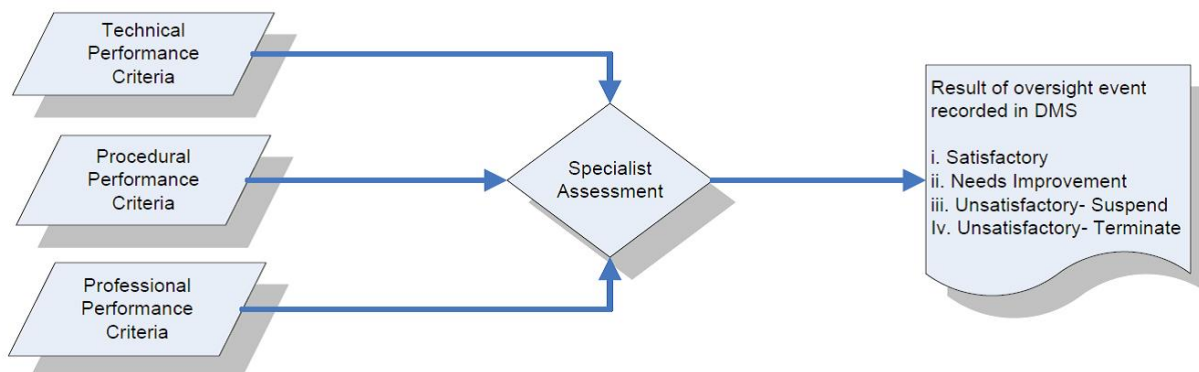 Technical
Performance
Criteria
Procedural
Performance
Criteria
Professional
Performance
Criteria
Specialist
Assessment
Result of oversight event
recorded in DMS
i. Satisfactory
ii. Needs Improvement
iii. Unsatisfactory- Suspend
Iv. Unsatisfactory- Terminate